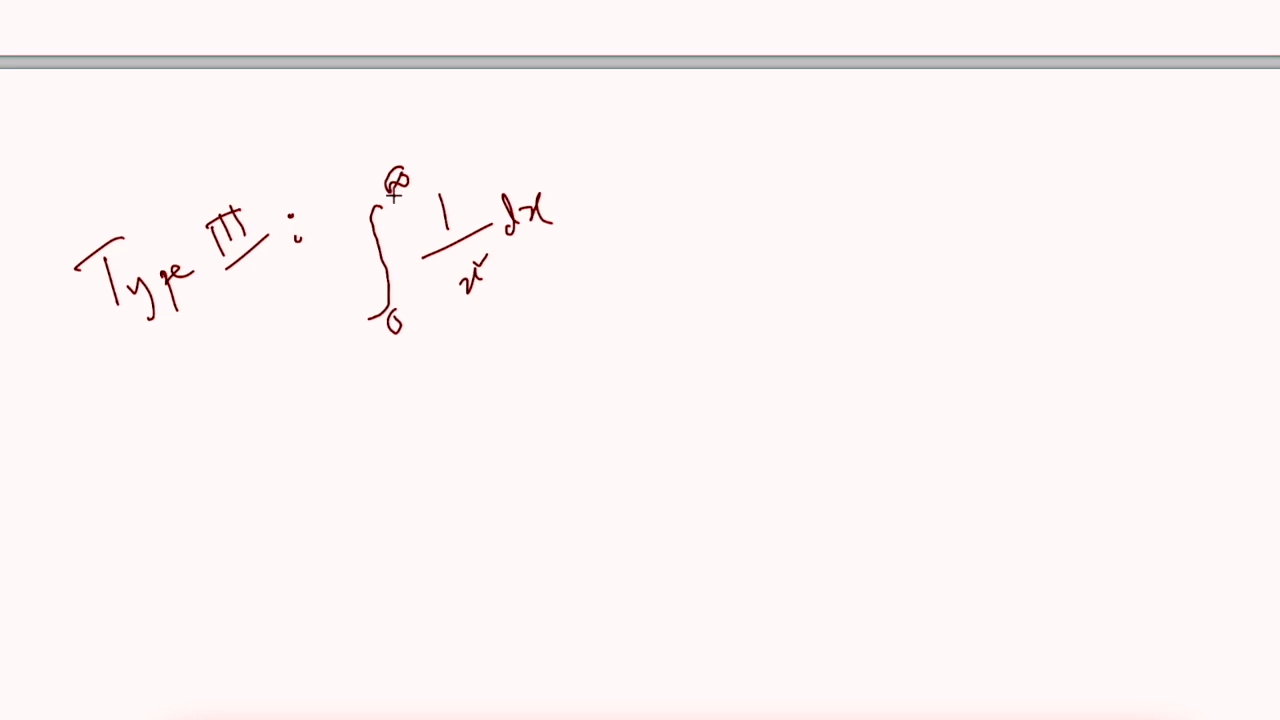 Type III : ∫₀^∞ 1/x² dx